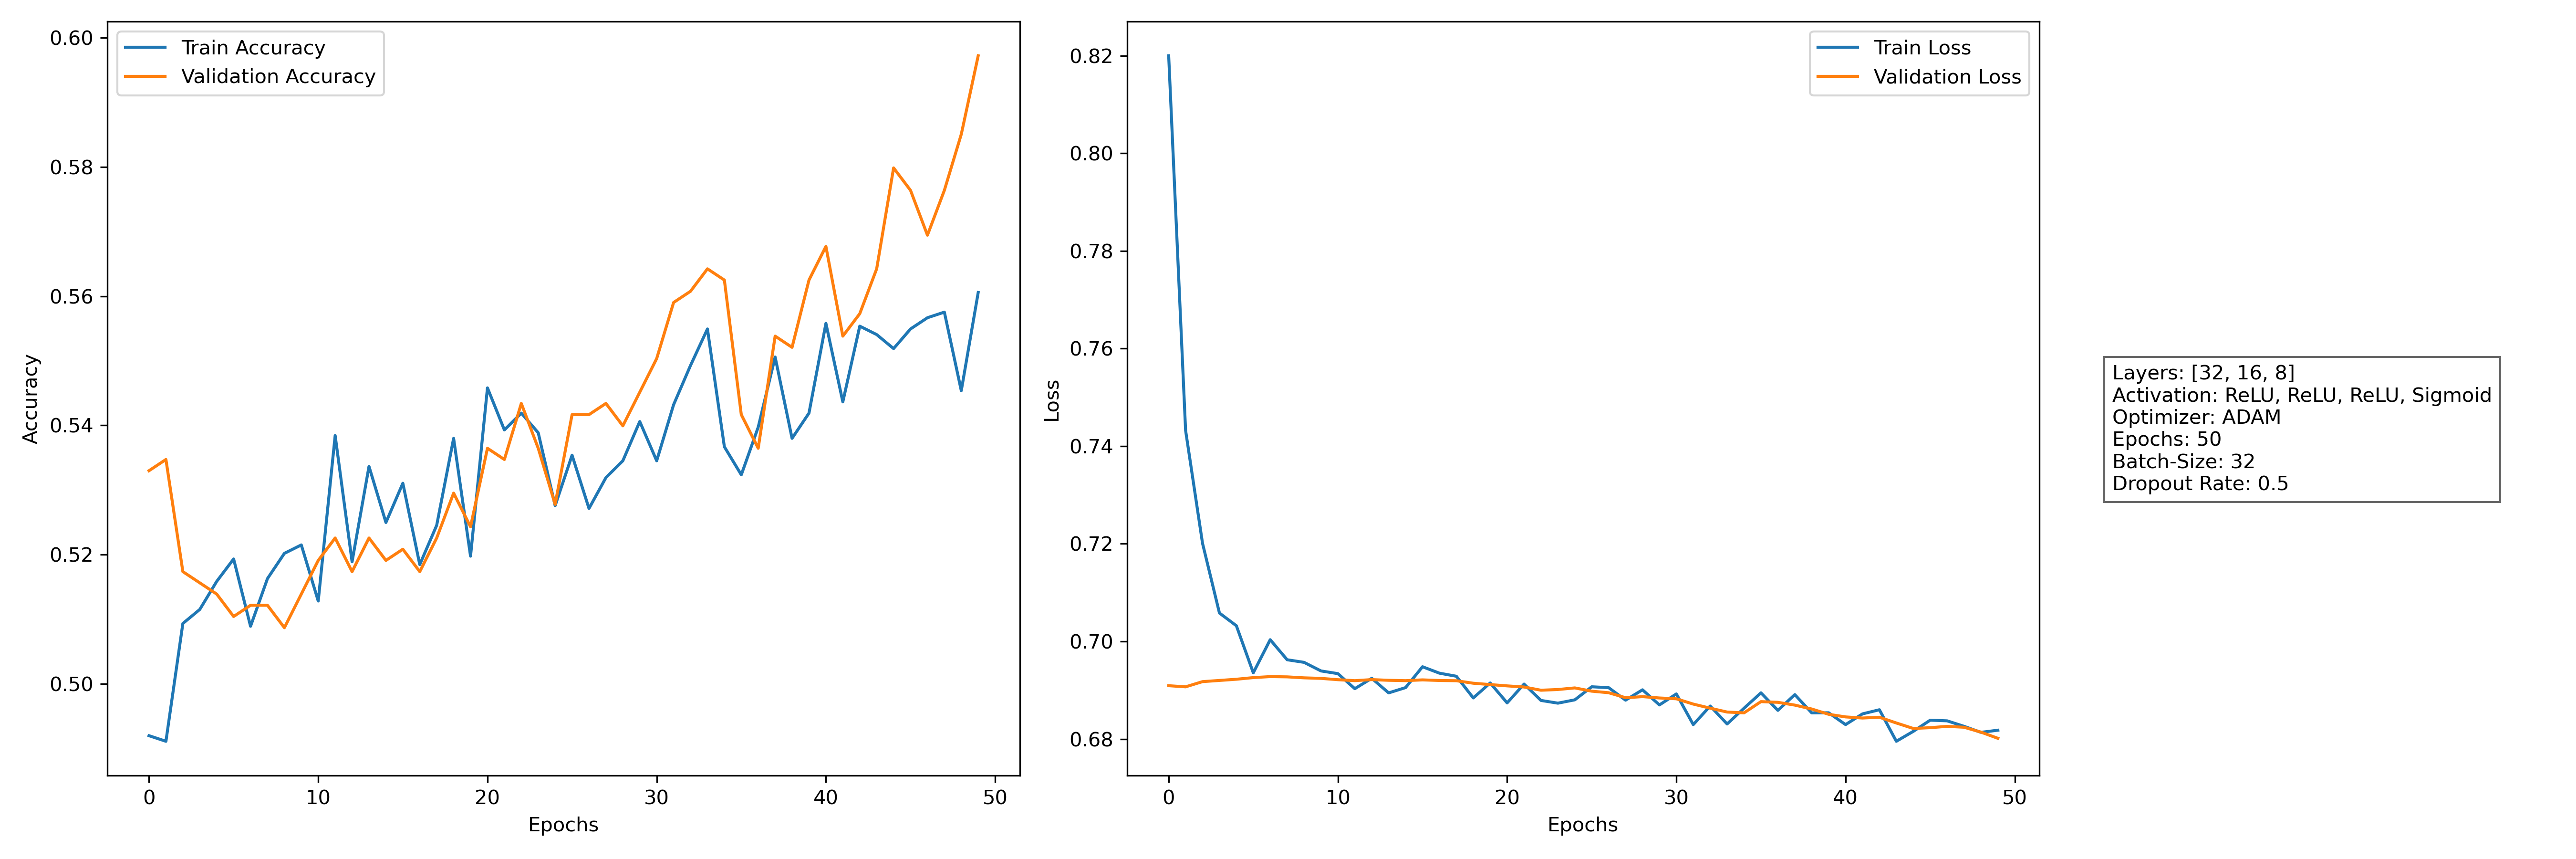 0.60
0.58
0.56
0.54
0.52
0.50
Accuracy
Train Accuracy
Validation Accuracy
0 10 20 30 40 50
Epochs
0.82
0.80
0.78
0.76
0.74
0.72
0.70
0.68
Loss
Train Loss
Validation Loss
0 10 20 30 40 50
Epochs
Layers: [32, 16, 8]
Activation: ReLU, ReLU, ReLU, Sigmoid
Optimizer: ADAM
Epochs: 50
Batch-Size: 32
Dropout Rate: 0.5